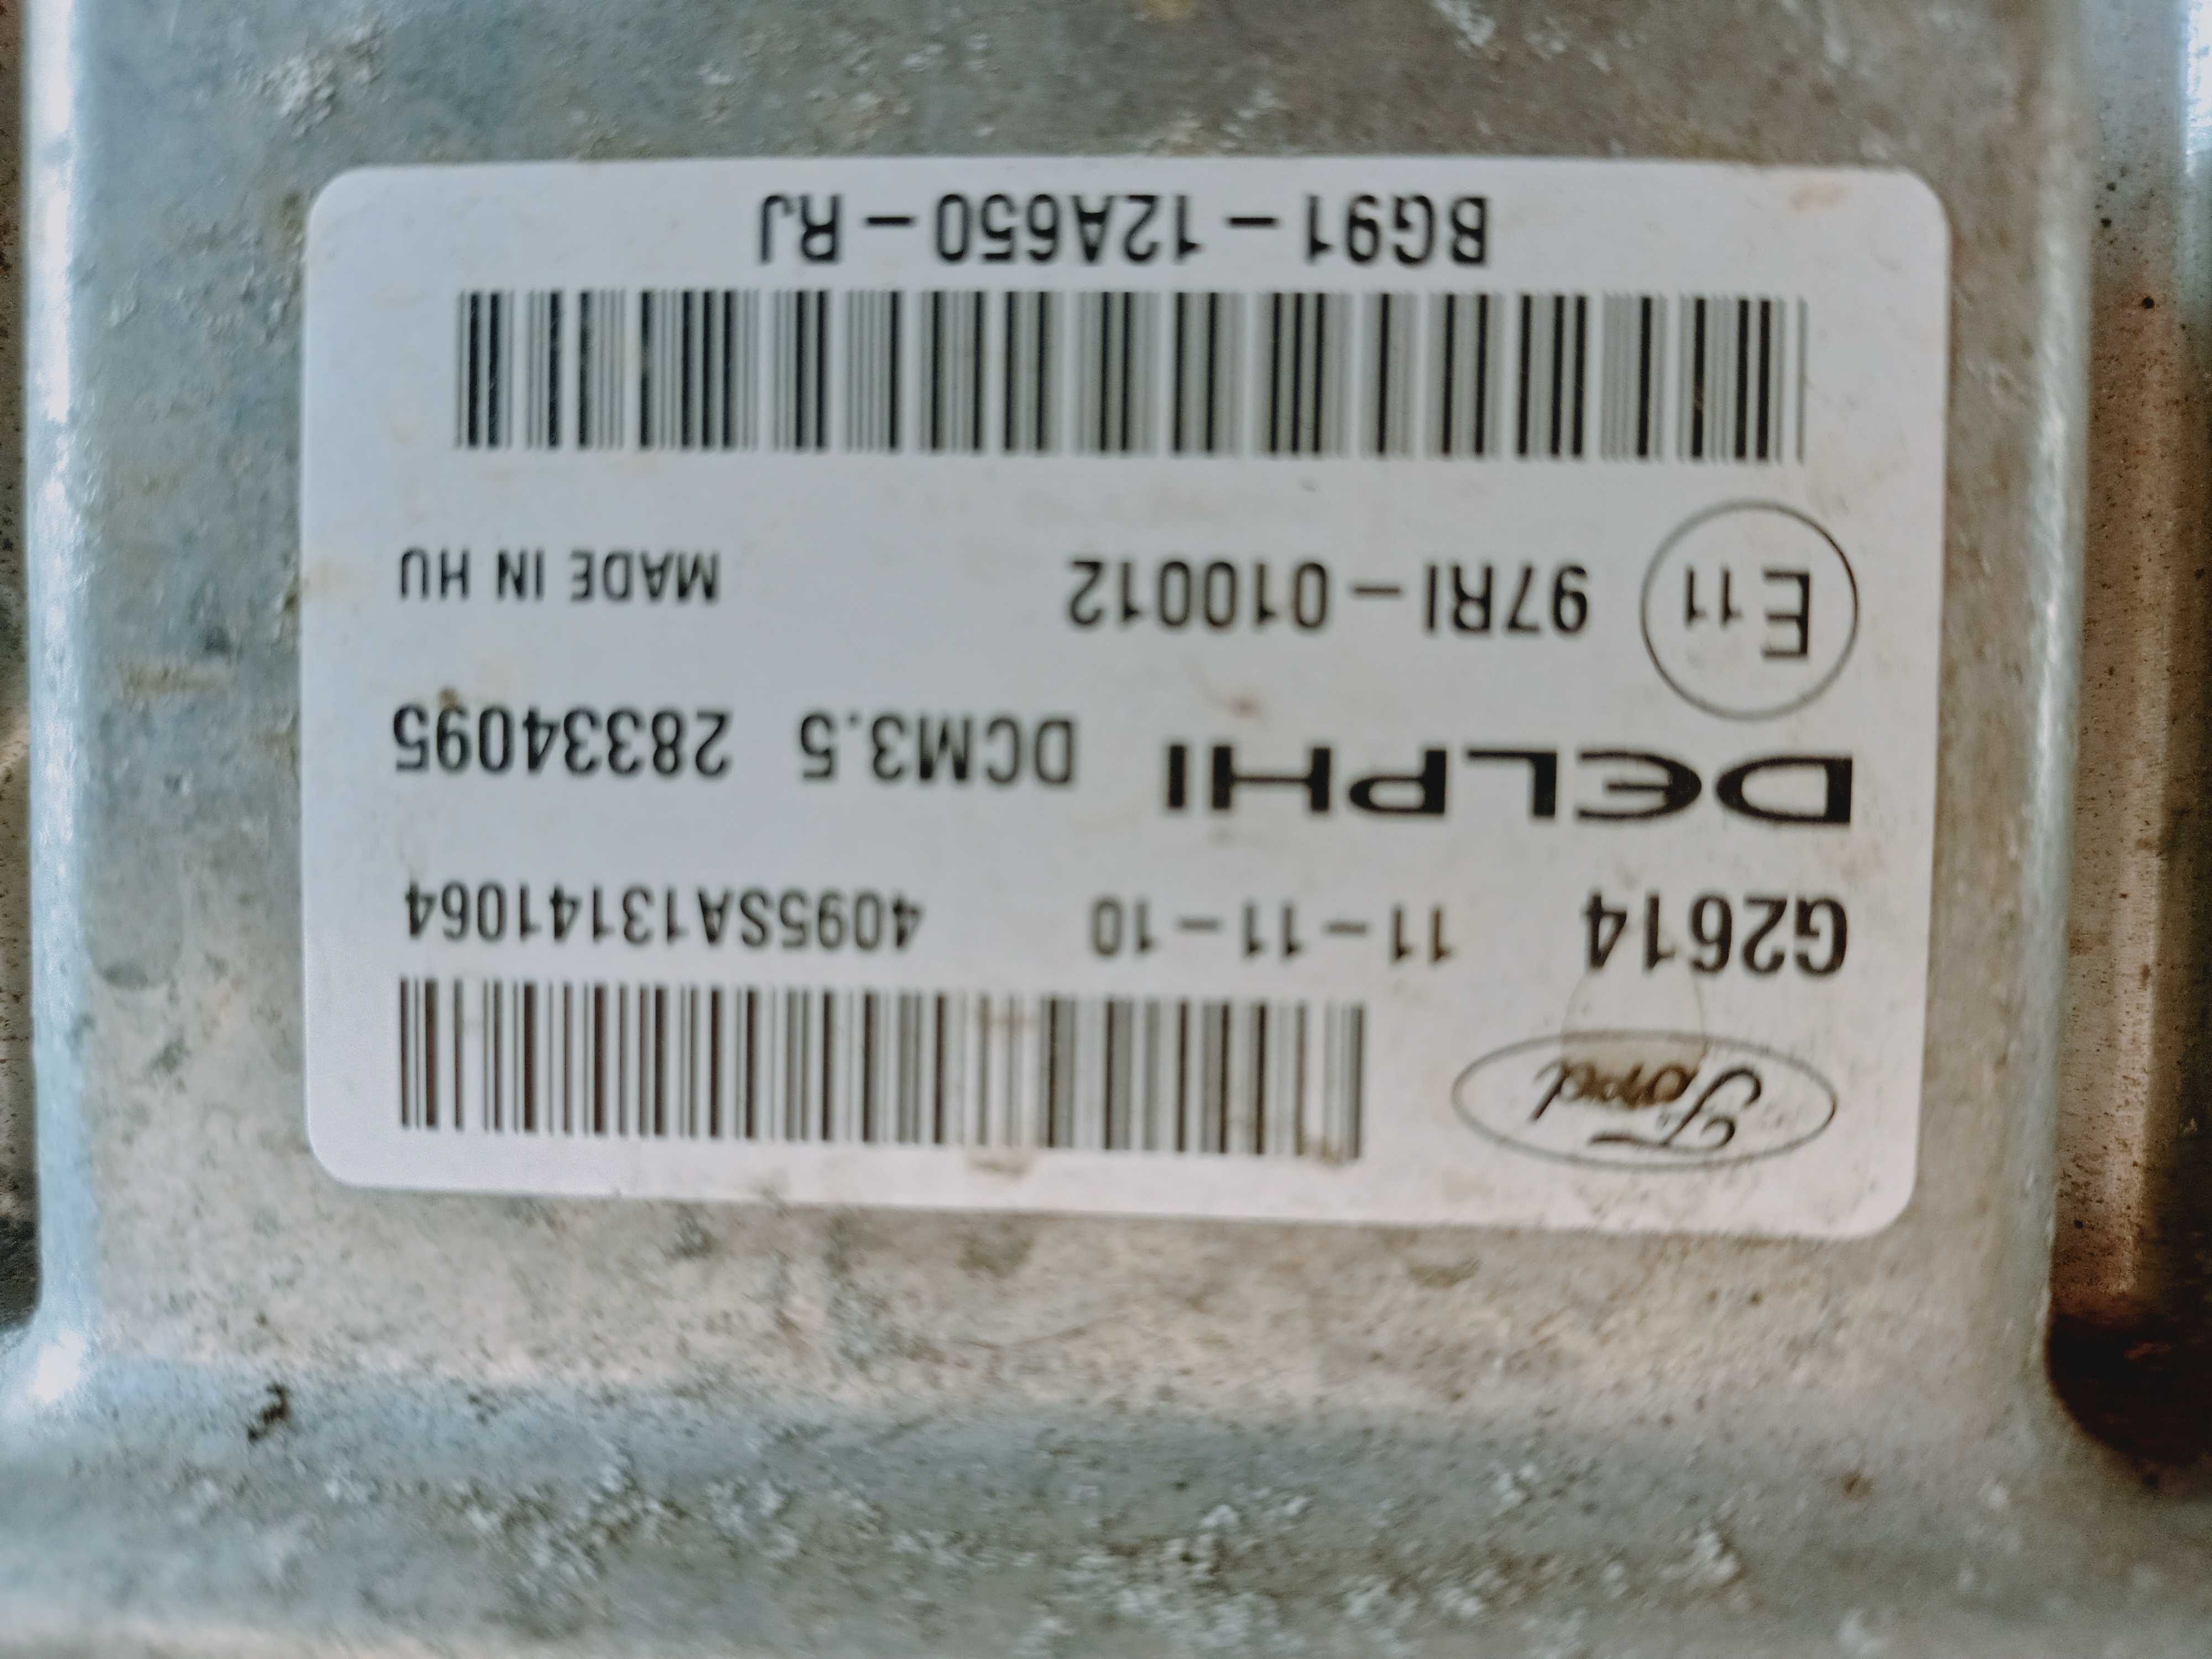 Ford
G2614 11-11-10 4095SA13141064
DELPHI DCM3.5 28334095
E11 97RI-010012 MADE IN HU
BG91-12A650-RJ